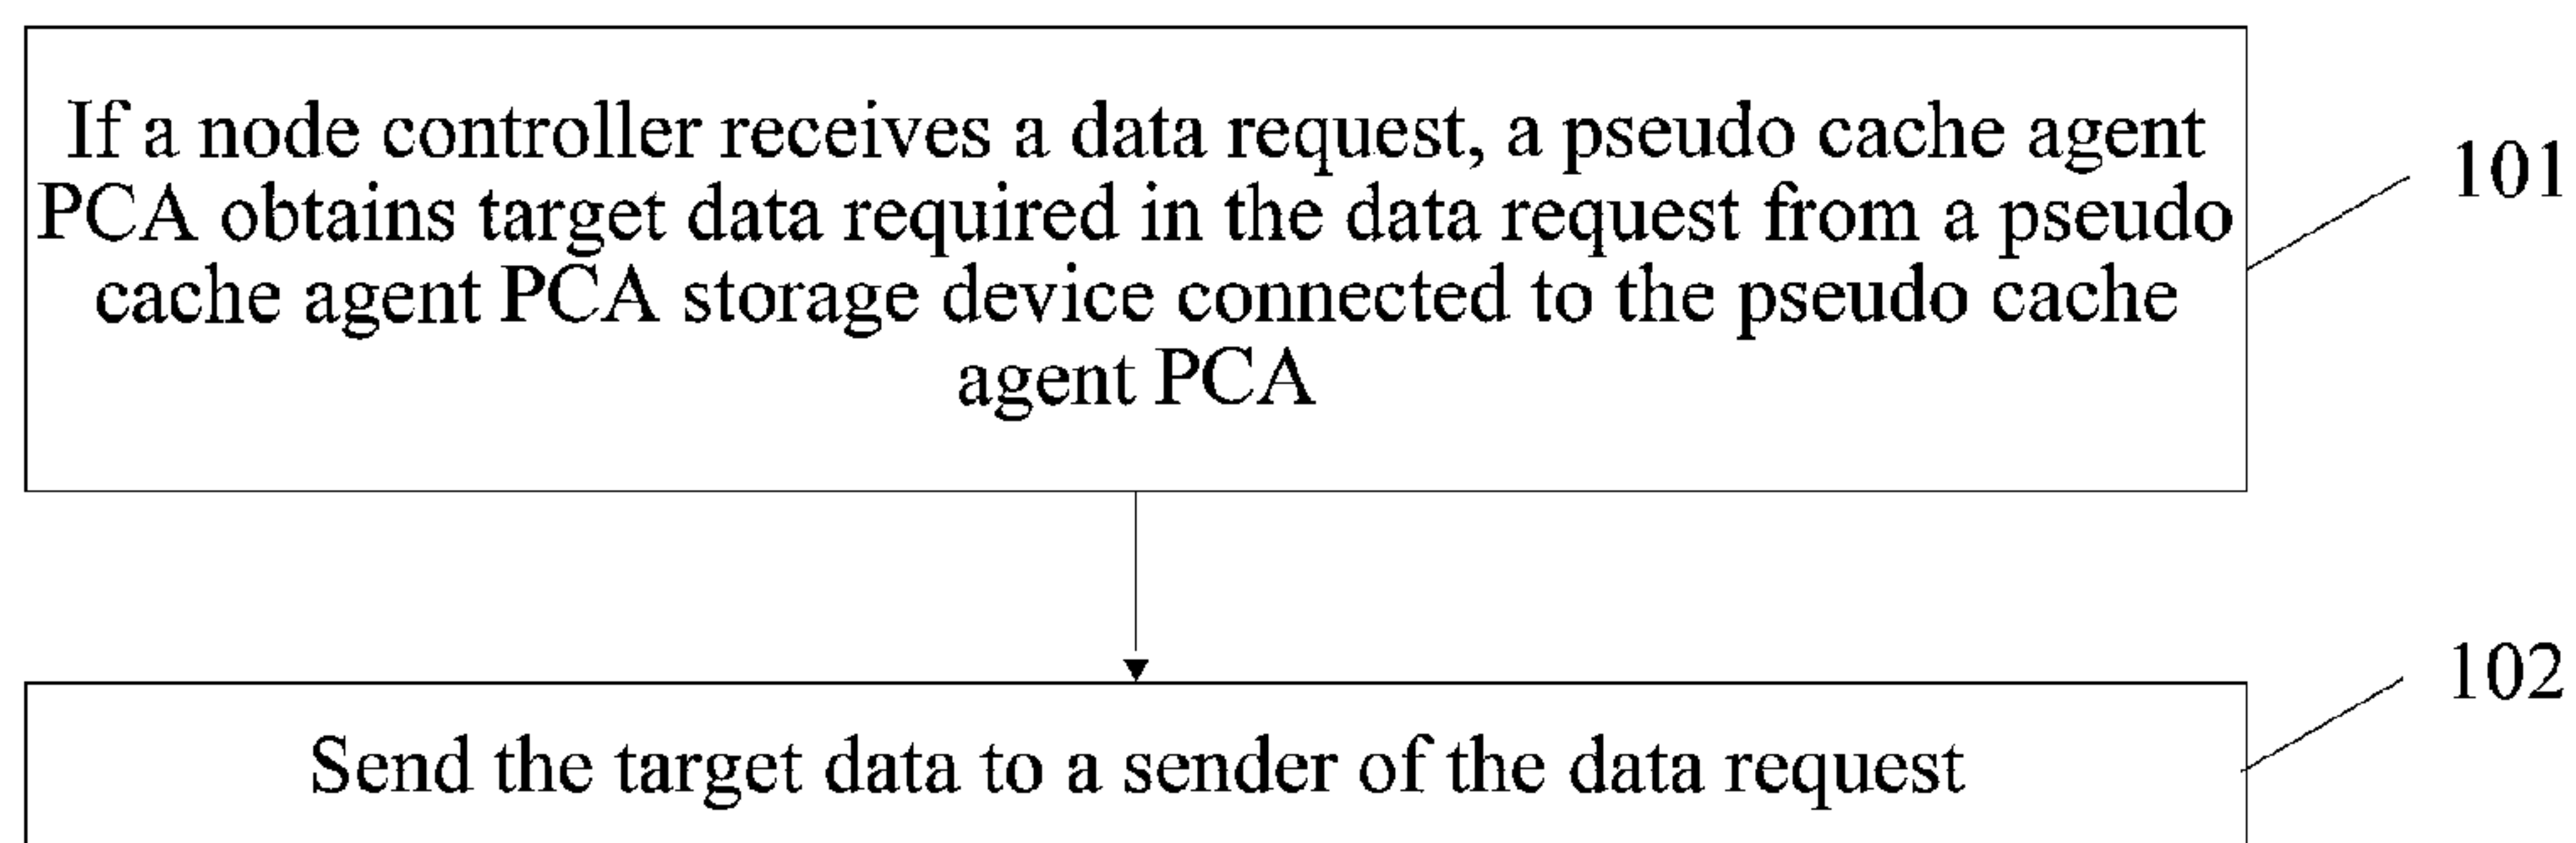 If a node controller receives a data request, a pseudo cache agent
PCA obtains target data required in the data request from a pseudo
cache agent PCA storage device connected to the pseudo cache
agent PCA
101
Send the target data to a sender of the data request
102